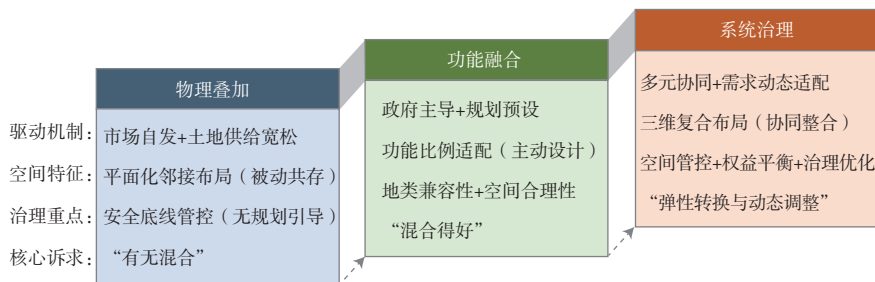 物理叠加
功能融合
系统治理
驱动机制：
空间特征：
治理重点：
核心诉求：
市场自发+土地供给宽松
平面化邻接布局（被动共存）
安全底线管控（无规划引导）
“有无混合”
政府主导+规划预设
功能比例适配（主动设计）
地类兼容性+空间合理性
“混合得好”
多元协同+需求动态适配
三维复合布局（协同整合）
空间管控+权益平衡+治理优化
“弹性转换与动态调整”